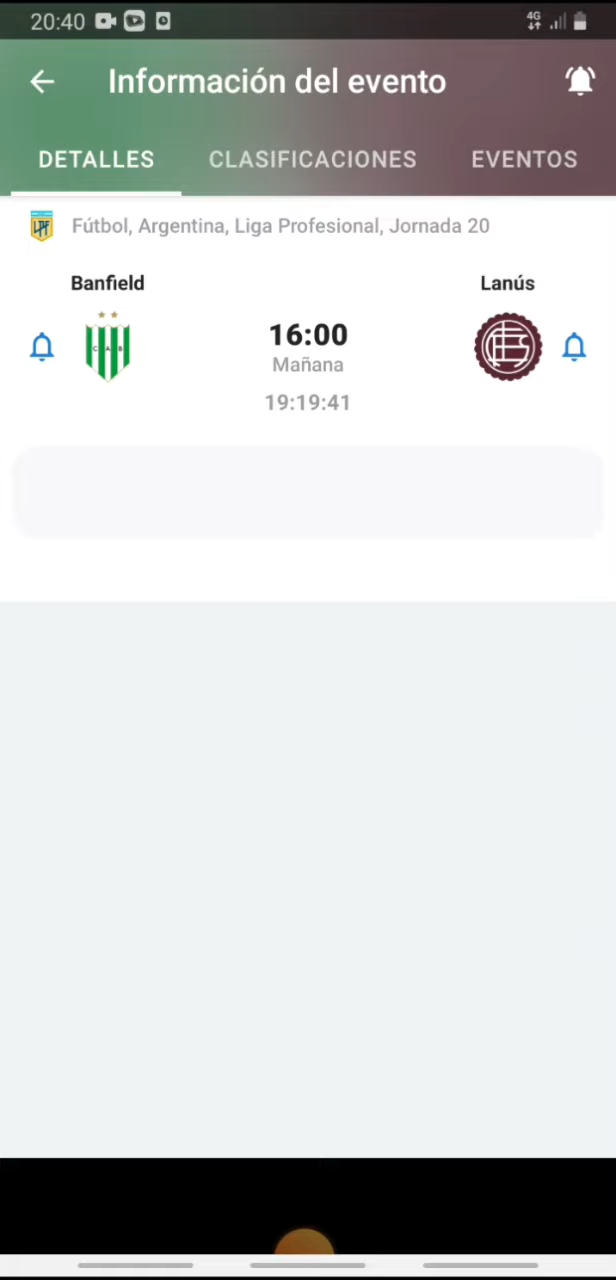 20:40
4G
Información del evento
DETALLES CLASIFICACIONES EVENTOS
LPF
Fútbol, Argentina, Liga Profesional, Jornada 20
Banfield
Lanús
C A B
16:00
Mañana
19:19:41